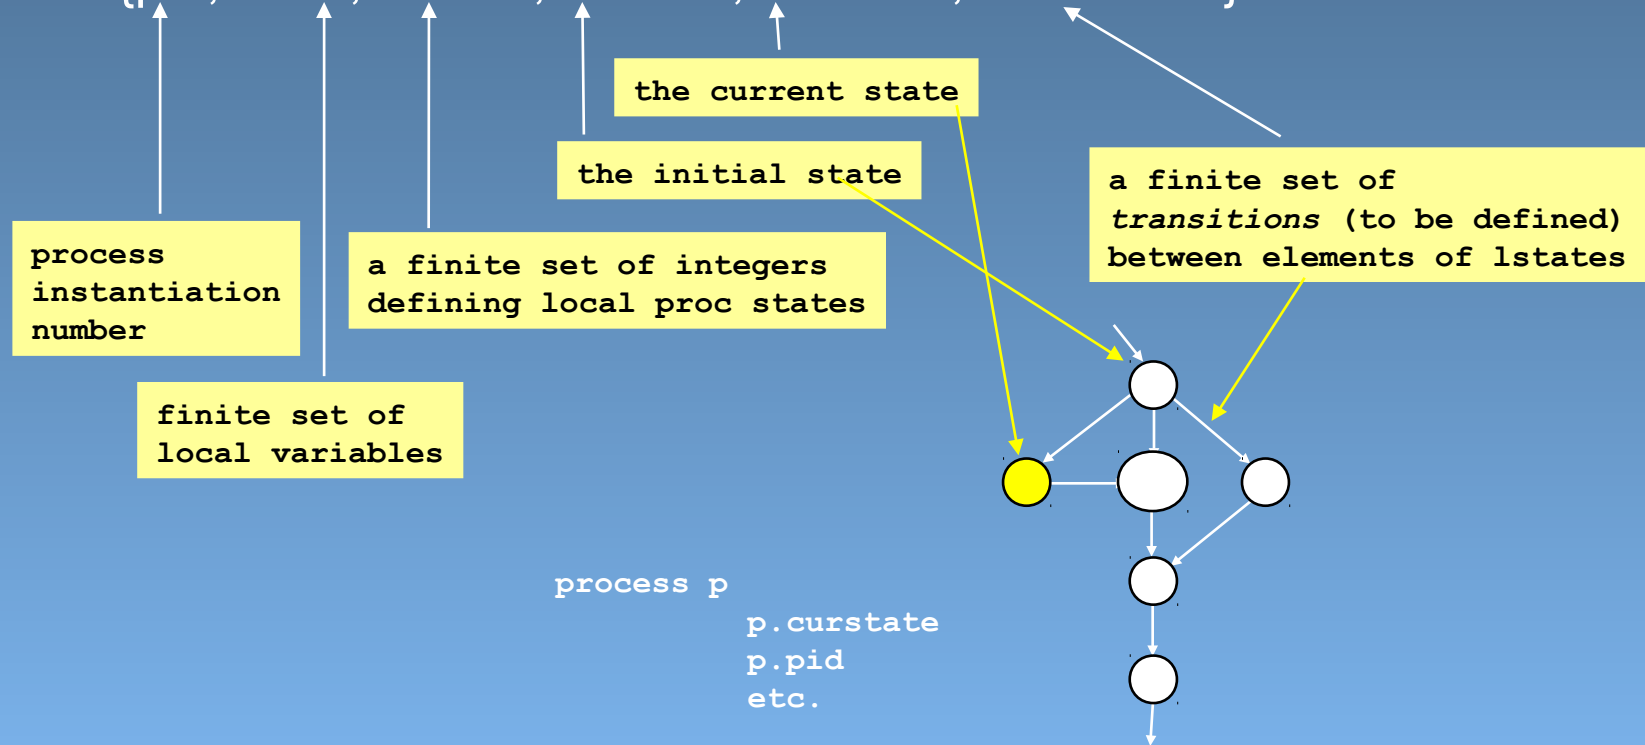 the current state
the initial state
a finite set of
transitions (to be defined)
between elements of lstates
process
instantiation
number
a finite set of integers
defining local proc states
finite set of
local variables
process p
p.curstate
p.pid
etc.